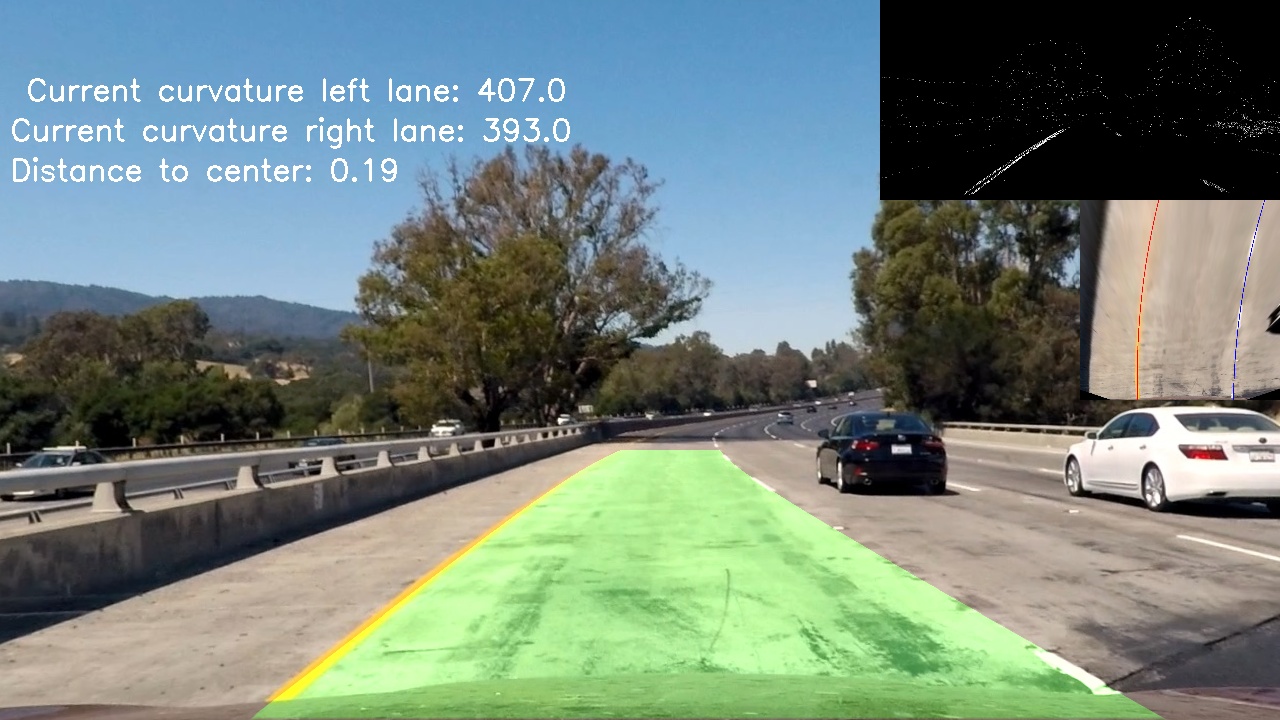 Current curvature left lane: 407.0
Current curvature right lane: 393.0
Distance to center: 0.19